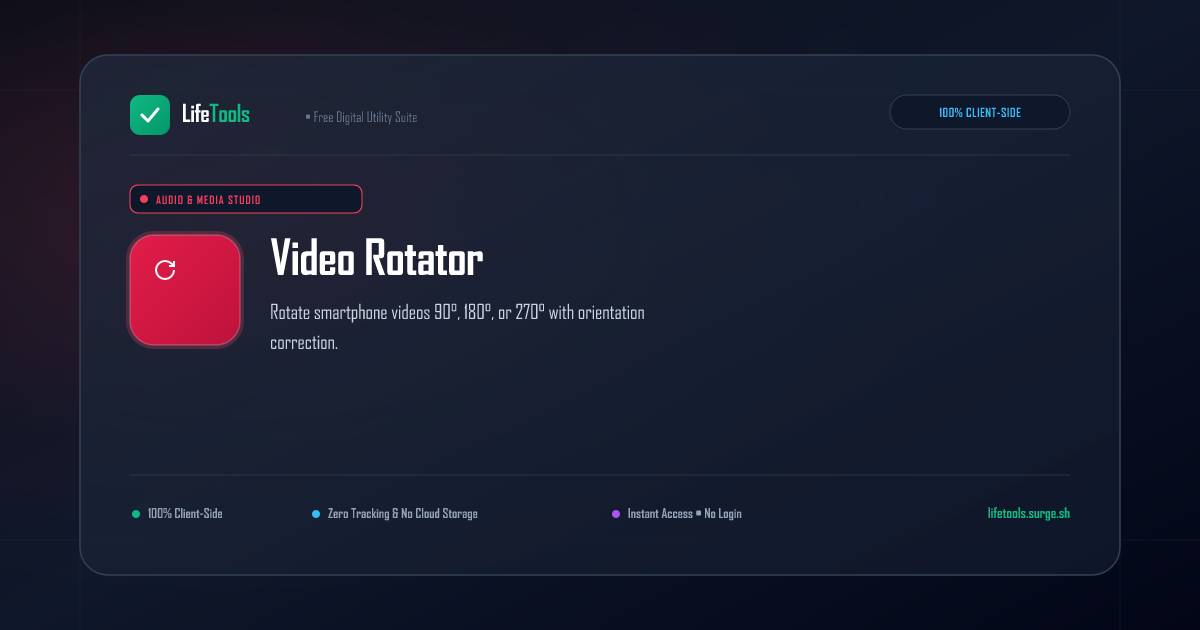 LifeTools
• Free Digital Utility Suite
100% CLIENT-SIDE
AUDIO & MEDIA STUDIO
Video Rotator
Rotate smartphone videos 90°, 180°, or 270° with orientation
correction.
100% Client-Side
Zero Tracking & No Cloud Storage
Instant Access • No Login
lifetools.surge.sh